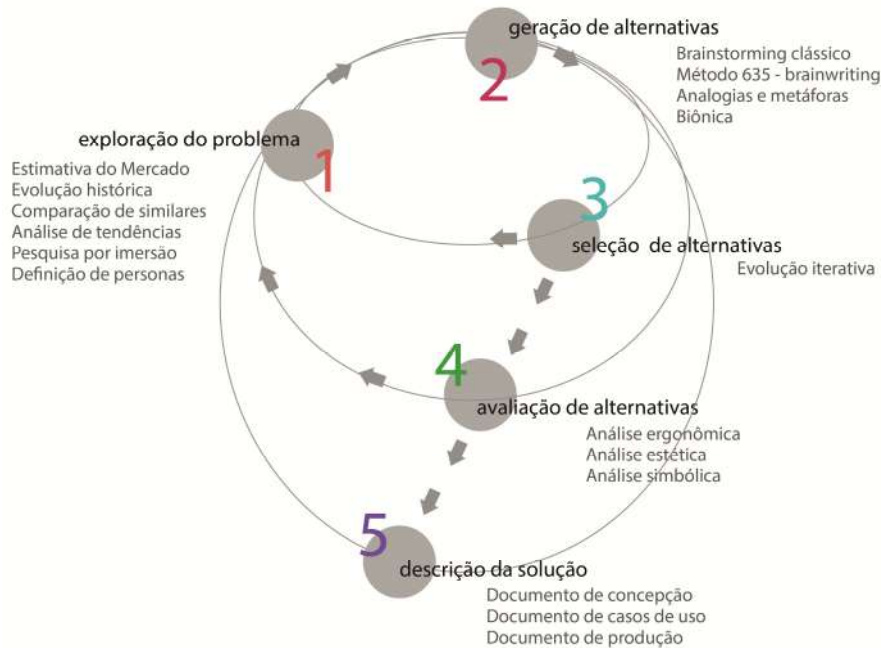 1
exploração do problema
Estimativa do Mercado
Evolução histórica
Comparação de similares
Análise de tendências
Pesquisa por imersão
Definição de personas
2
geração de alternativas
Brainstorming clássico
Método 635 - brainwriting
Analogias e metáforas
Biônica
3
seleção de alternativas
Evolução iterativa
4
avaliação de alternativas
Análise ergonômica
Análise estética
Análise simbólica
5
descrição da solução
Documento de concepção
Documento de casos de uso
Documento de produção